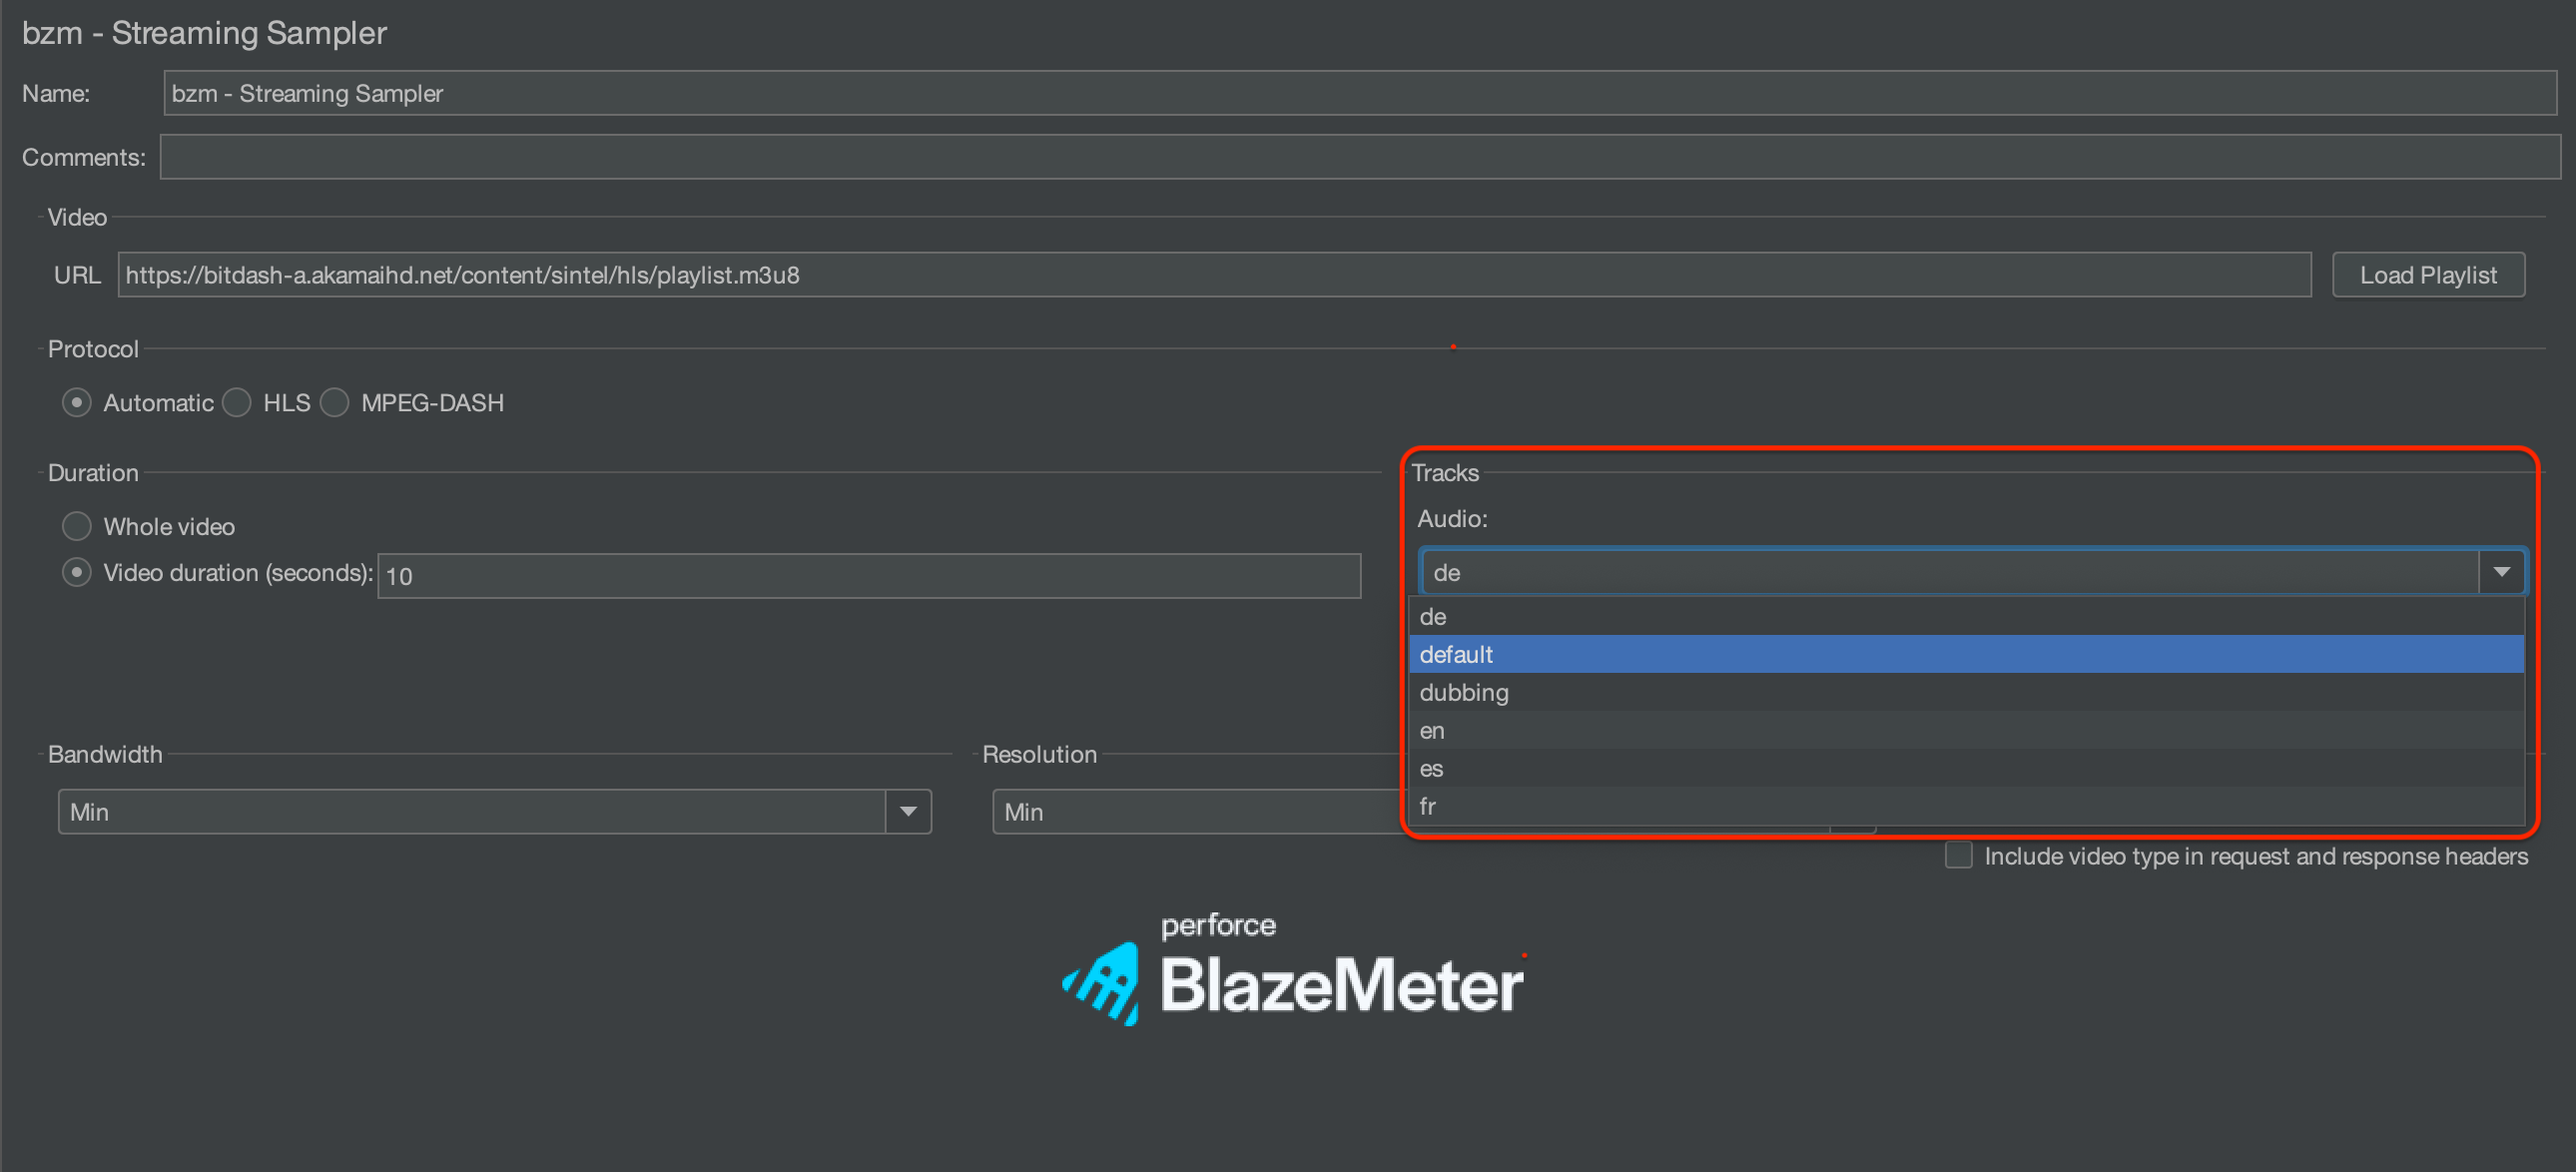 bzm - Streaming Sampler
Name: bzm - Streaming Sampler
Comments:
Video
URL https://bitdash-a.akamaihd.net/content/sintel/hls/playlist.m3u8 Load Playlist
Protocol
Automatic HLS MPEG-DASH
Duration
Whole video
Video duration (seconds): 10
Tracks
Audio:
de
de
default
dubbing
en
es
fr
Bandwidth
Min
Resolution
Min
Include video type in request and response headers
perforce
BlazeMeter